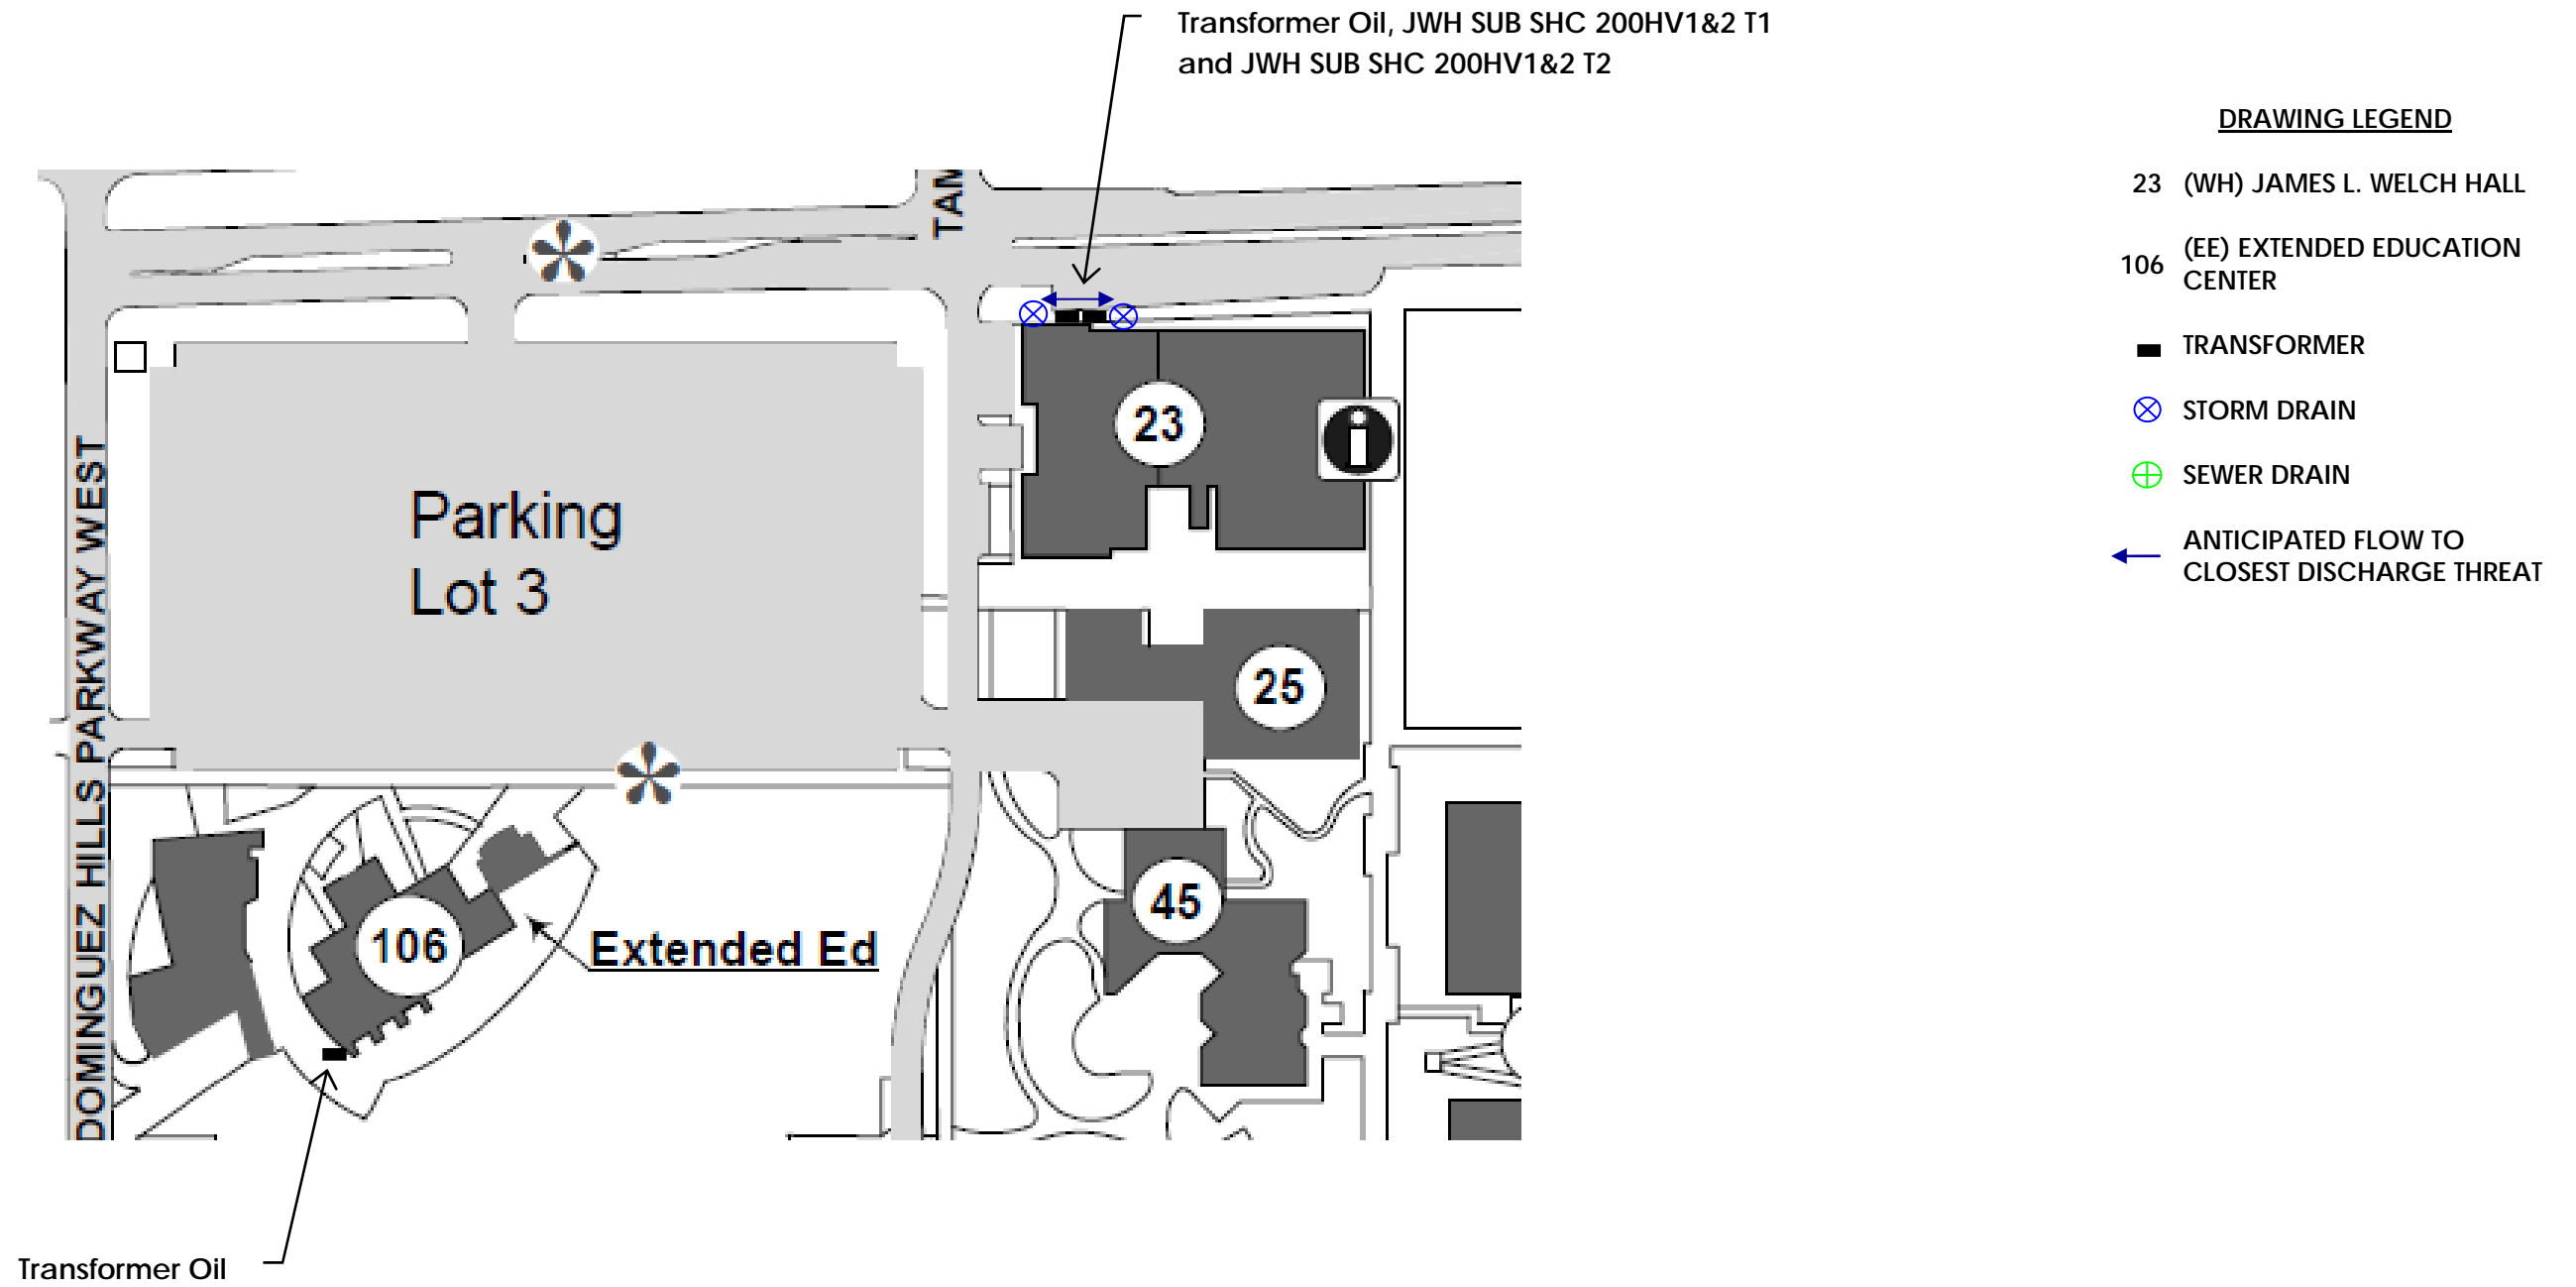 Transformer Oil, JWH SUB SHC 200HV1&2 T1
and JWH SUB SHC 200HV1&2 T2
DRAWING LEGEND
23 (WH) JAMES L. WELCH HALL
106 (EE) EXTENDED EDUCATION
CENTER
TRANSFORMER
STORM DRAIN
SEWER DRAIN
ANTICIPATED FLOW TO
CLOSEST DISCHARGE THREAT
TAM
23
i
Parking
Lot 3
DOMINGUEZ HILLS PARKWAY WEST
25
45
106
Extended Ed
Transformer Oil